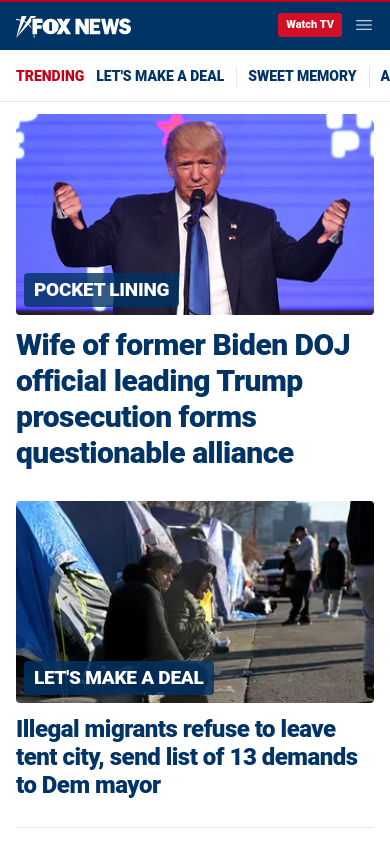 FOX NEWS
Watch TV
TRENDING LET'S MAKE A DEAL SWEET MEMORY A
POCKET LINING
Wife of former Biden DOJ
official leading Trump
prosecution forms
questionable alliance
LET'S MAKE A DEAL
Illegal migrants refuse to leave
tent city, send list of 13 demands
to Dem mayor